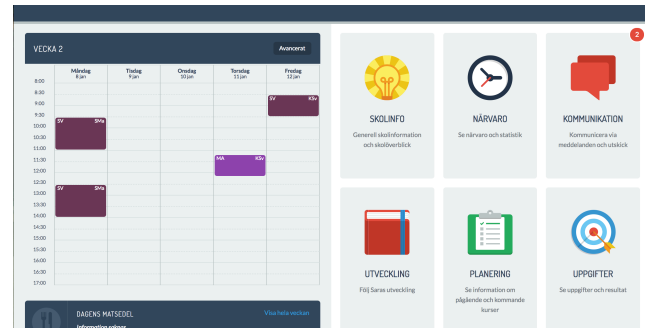 2
VECKA 2
Avancerat
Måndag
8 jan
Tisdag
9 jan
Onsdag
10 jan
Torsdag
11 jan
Fredag
12 jan
8:00
8:30
9:00
9:30
10:00
10:30
11:00
11:30
12:00
12:30
13:00
13:30
14:00
14:30
15:00
15:30
16:00
16:30
17:00
SV KSv
SV SMa
MA KSv
SV SMa
SKOLINFO
Generell skolinformation
och skolöverblick
NÄRVARO
Se närvaro och statistik
KOMMUNIKATION
Kommunicera via
meddelanden och utskick
UTVECKLING
Följ Saras utveckling
PLANERING
Se information om
pågående och kommande
kurser
UPPGIFTER
Se uppgifter och resultat
DAGENS MATSEDEL
Visa hela veckan
Information saknas